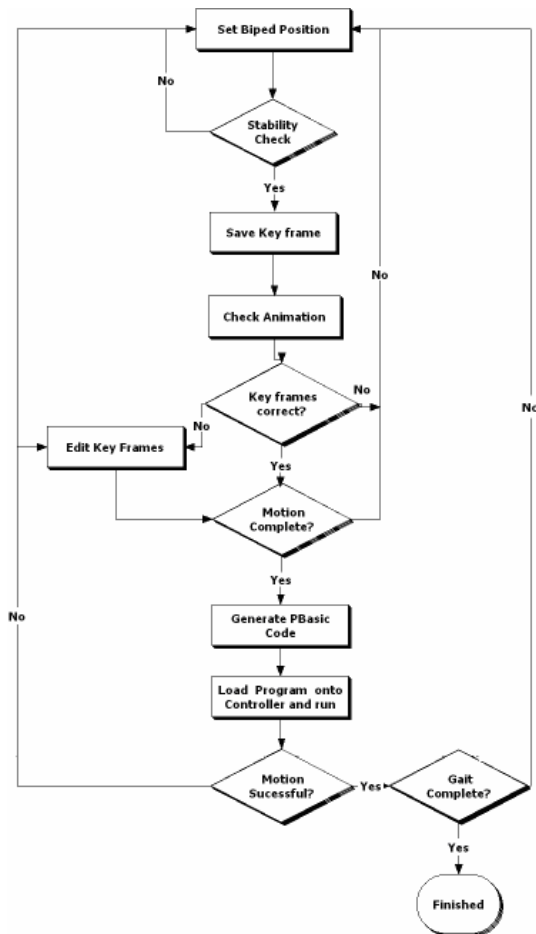 Set Biped Position
No
Stability
Check
Yes
Save Key frame
No
Check Animation
Key frames
correct?
No
No
No
Edit Key Frames
Yes
Motion
Complete?
Yes
No
Generate PBasic
Code
Load Program onto
Controller and run
Motion
Sucessful?
Yes
Gait
Complete?
Yes
Finished